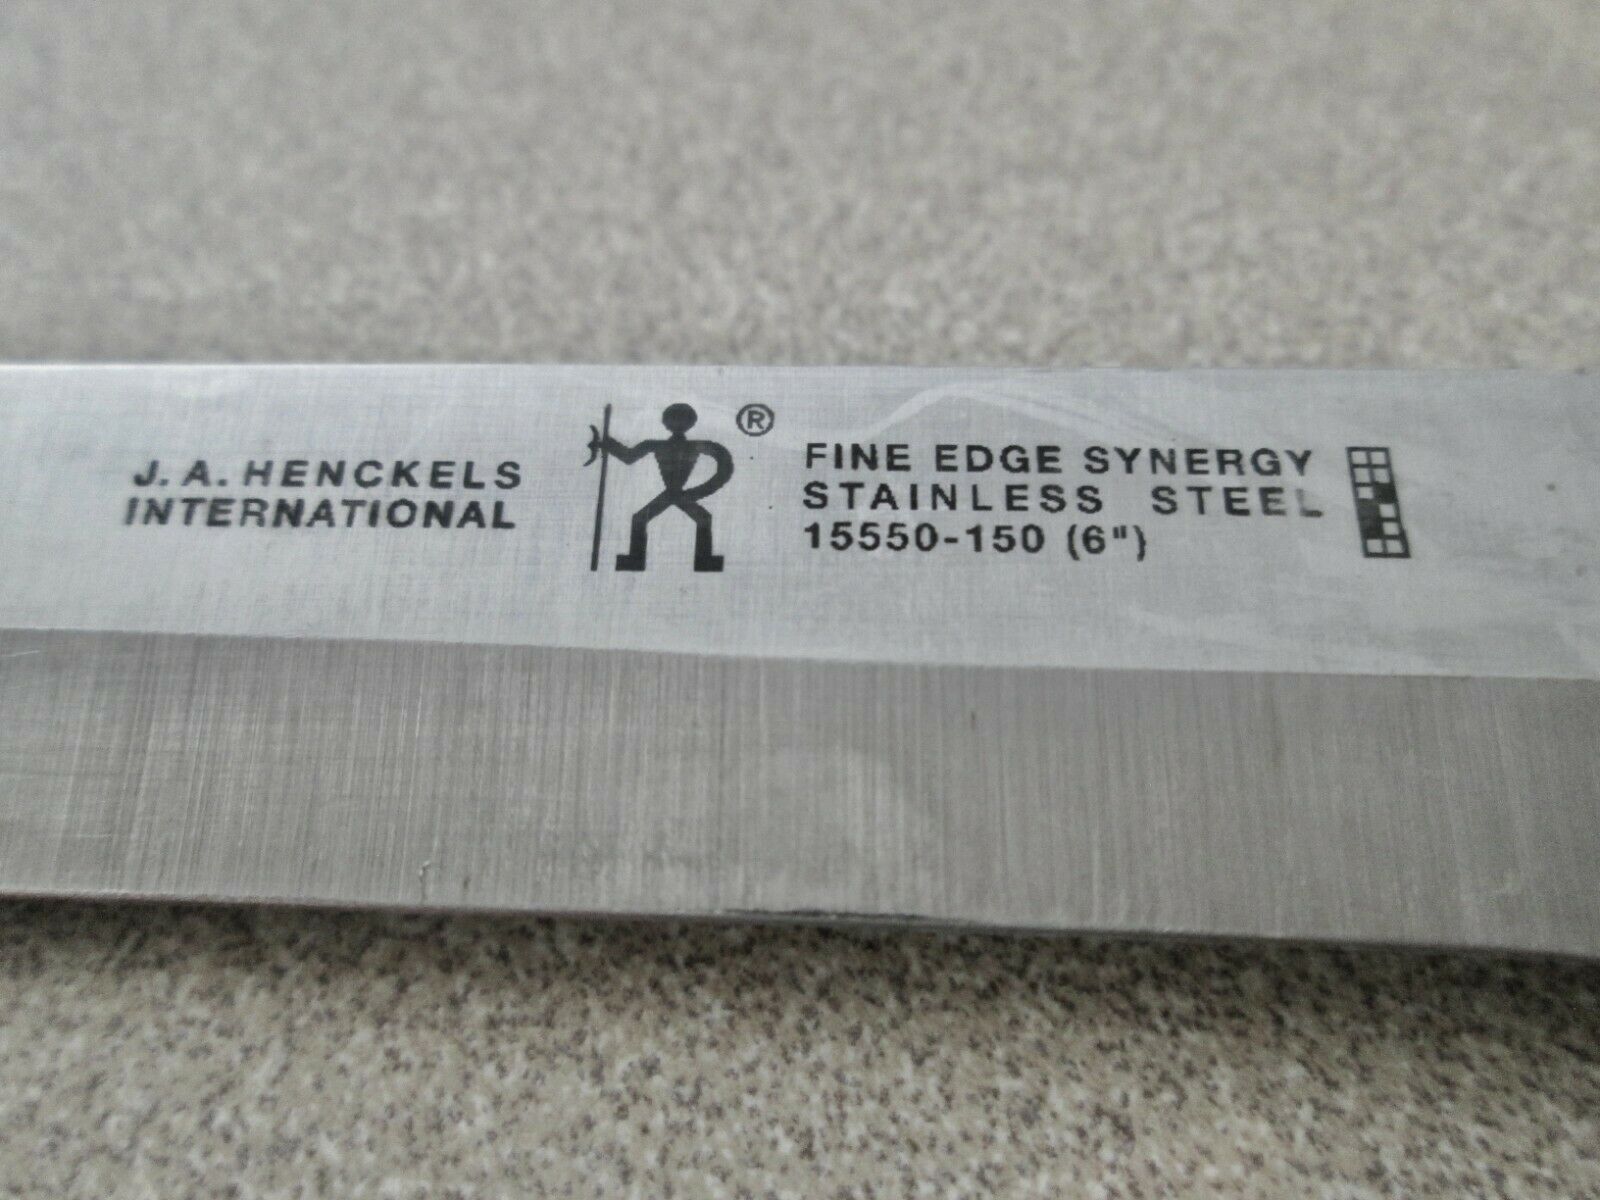 J.A. HENCKELS
INTERNATIONAL
®
FINE EDGE SYNERGY
STAINLESS STEEL
15550-150 (6")